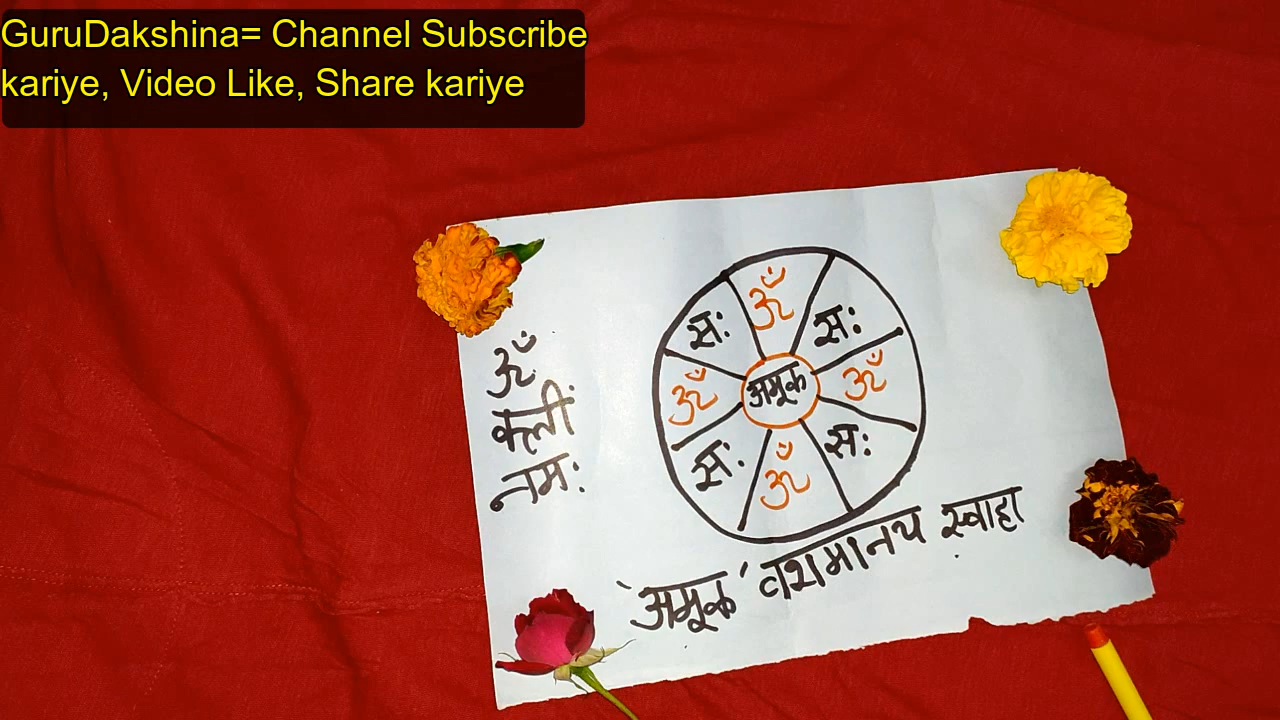 GuruDakshina= Channel Subscribe
kariye, Video Like, Share kariye
ॐ
सः
सः
ॐ
अमूक
ॐ
सः
सः
ॐ
ॐ
क्लीं
नमः
'अमूक' वशमानय स्वाहा